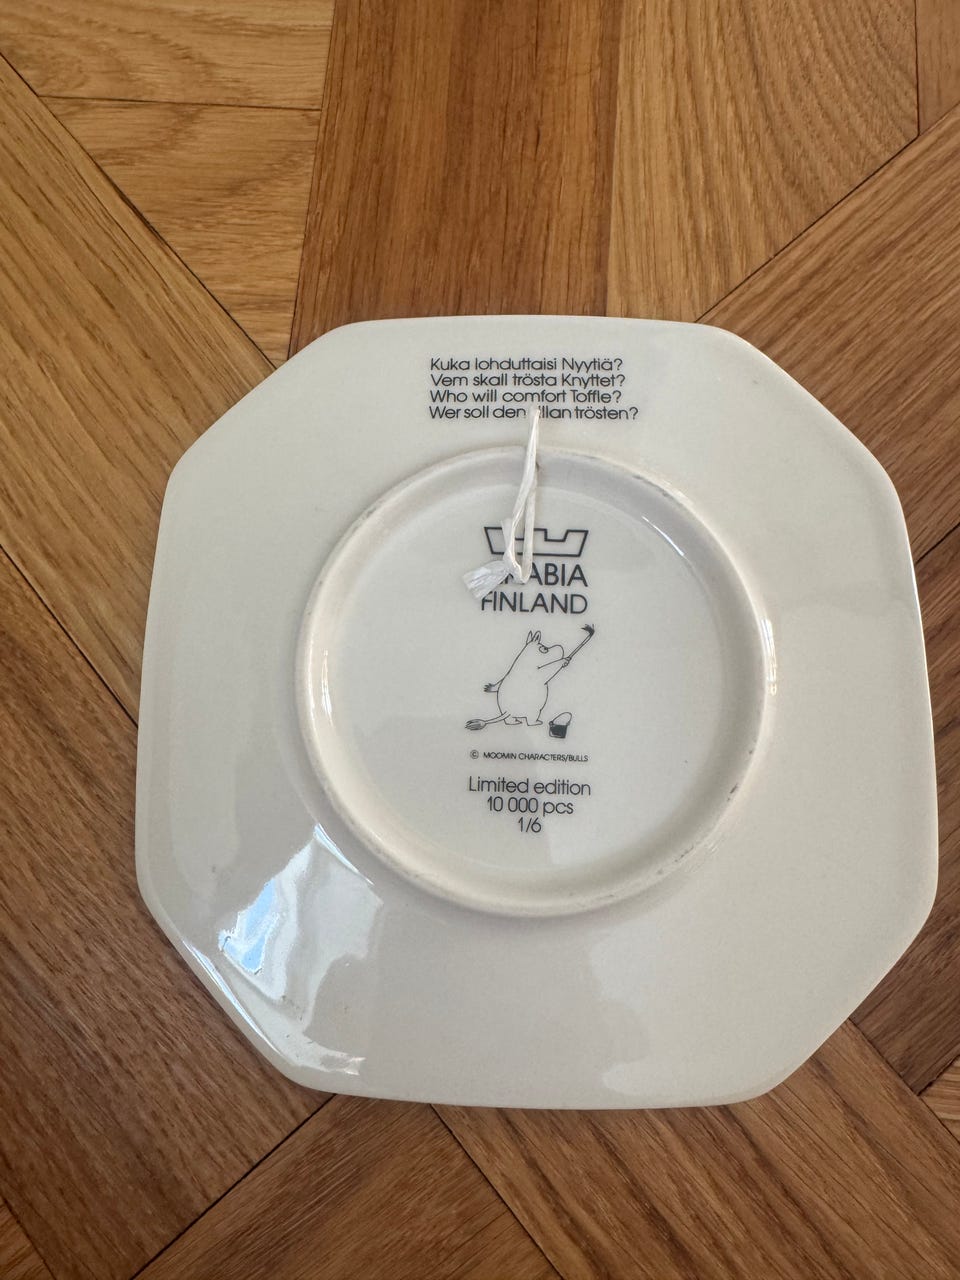 Kuka lohduttaisi Nyytiä?
Vem skall trösta Knyttet?
Who will comfort Toffle?
Wer soll den trösten?
FINLAND
© MOOMIN CHARACTERS/BULLS
Limited edition
10 000 pcs
1/6